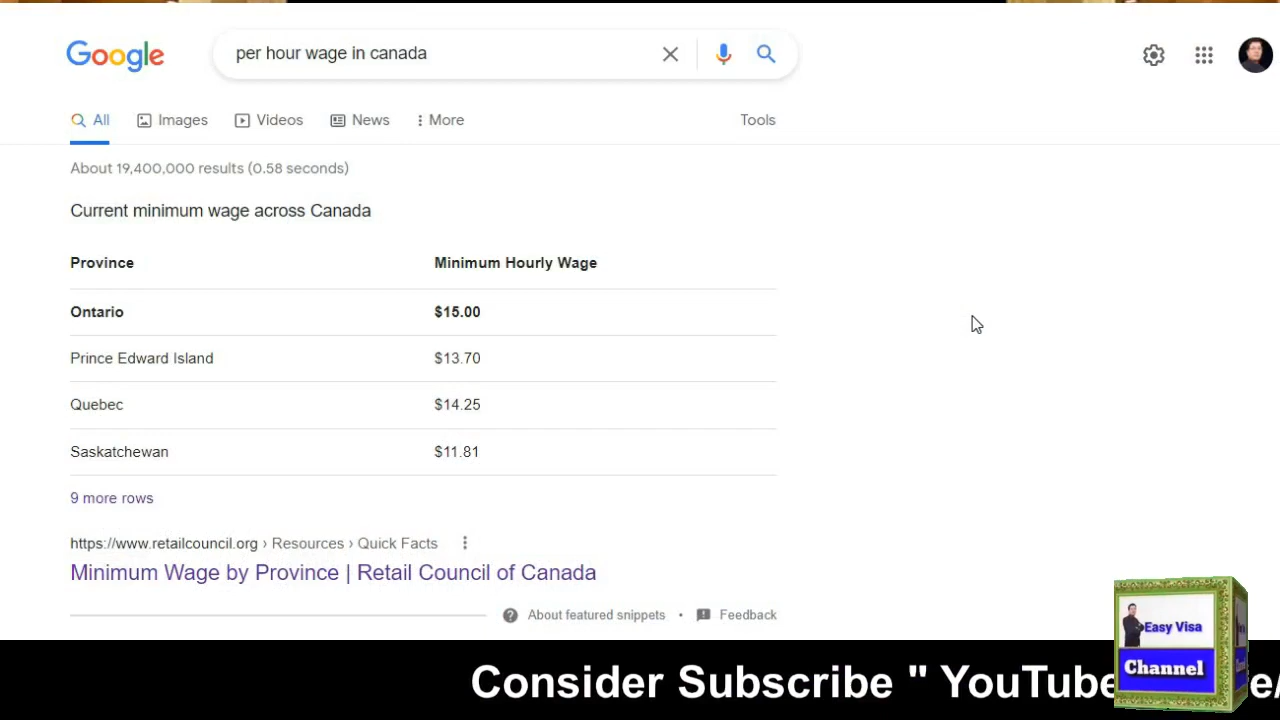 Google
per hour wage in canada
All Images Videos News More Tools
About 19,400,000 results (0.58 seconds)
Current minimum wage across Canada
Province Minimum Hourly Wage
Ontario $15.00
Prince Edward Island $13.70
Quebec $14.25
Saskatchewan $11.81
9 more rows
https://www.retailcouncil.org › Resources › Quick Facts
Minimum Wage by Province | Retail Council of Canada
About featured snippets • Feedback
Easy Visa
Channel
Consider Subscribe " YouTube